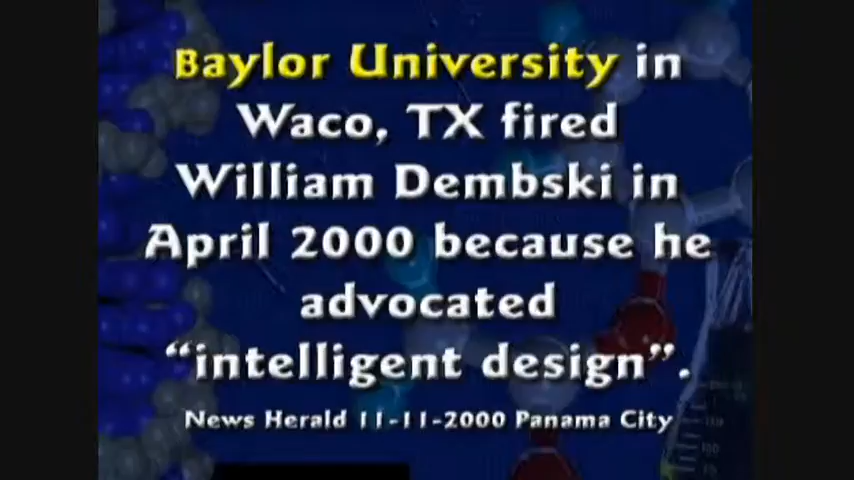 Baylor University in
Waco, TX fired
William Dembski in
April 2000 because he
advocated
“intelligent design”.
News Herald 11-11-2000 Panama City